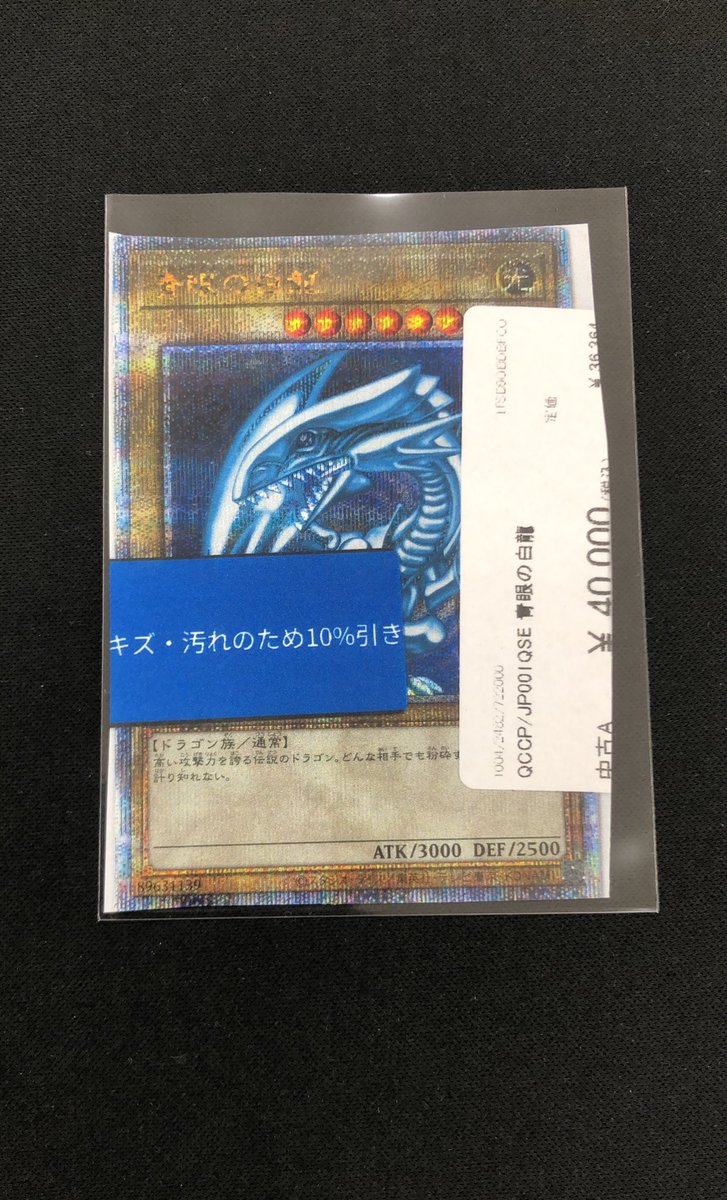 青眼の白龍
光
キズ・汚れのため10%引き
【ドラゴン族／通常】
高い攻撃力を誇る伝説のドラゴン。どんな相手でも粉砕す
計り知れない。
ATK/3000 DEF/2500
89631139
定価
¥ 36,364
QCCP/JP001QSE 青眼の白龍
¥ 40,000 (税込)
中古A